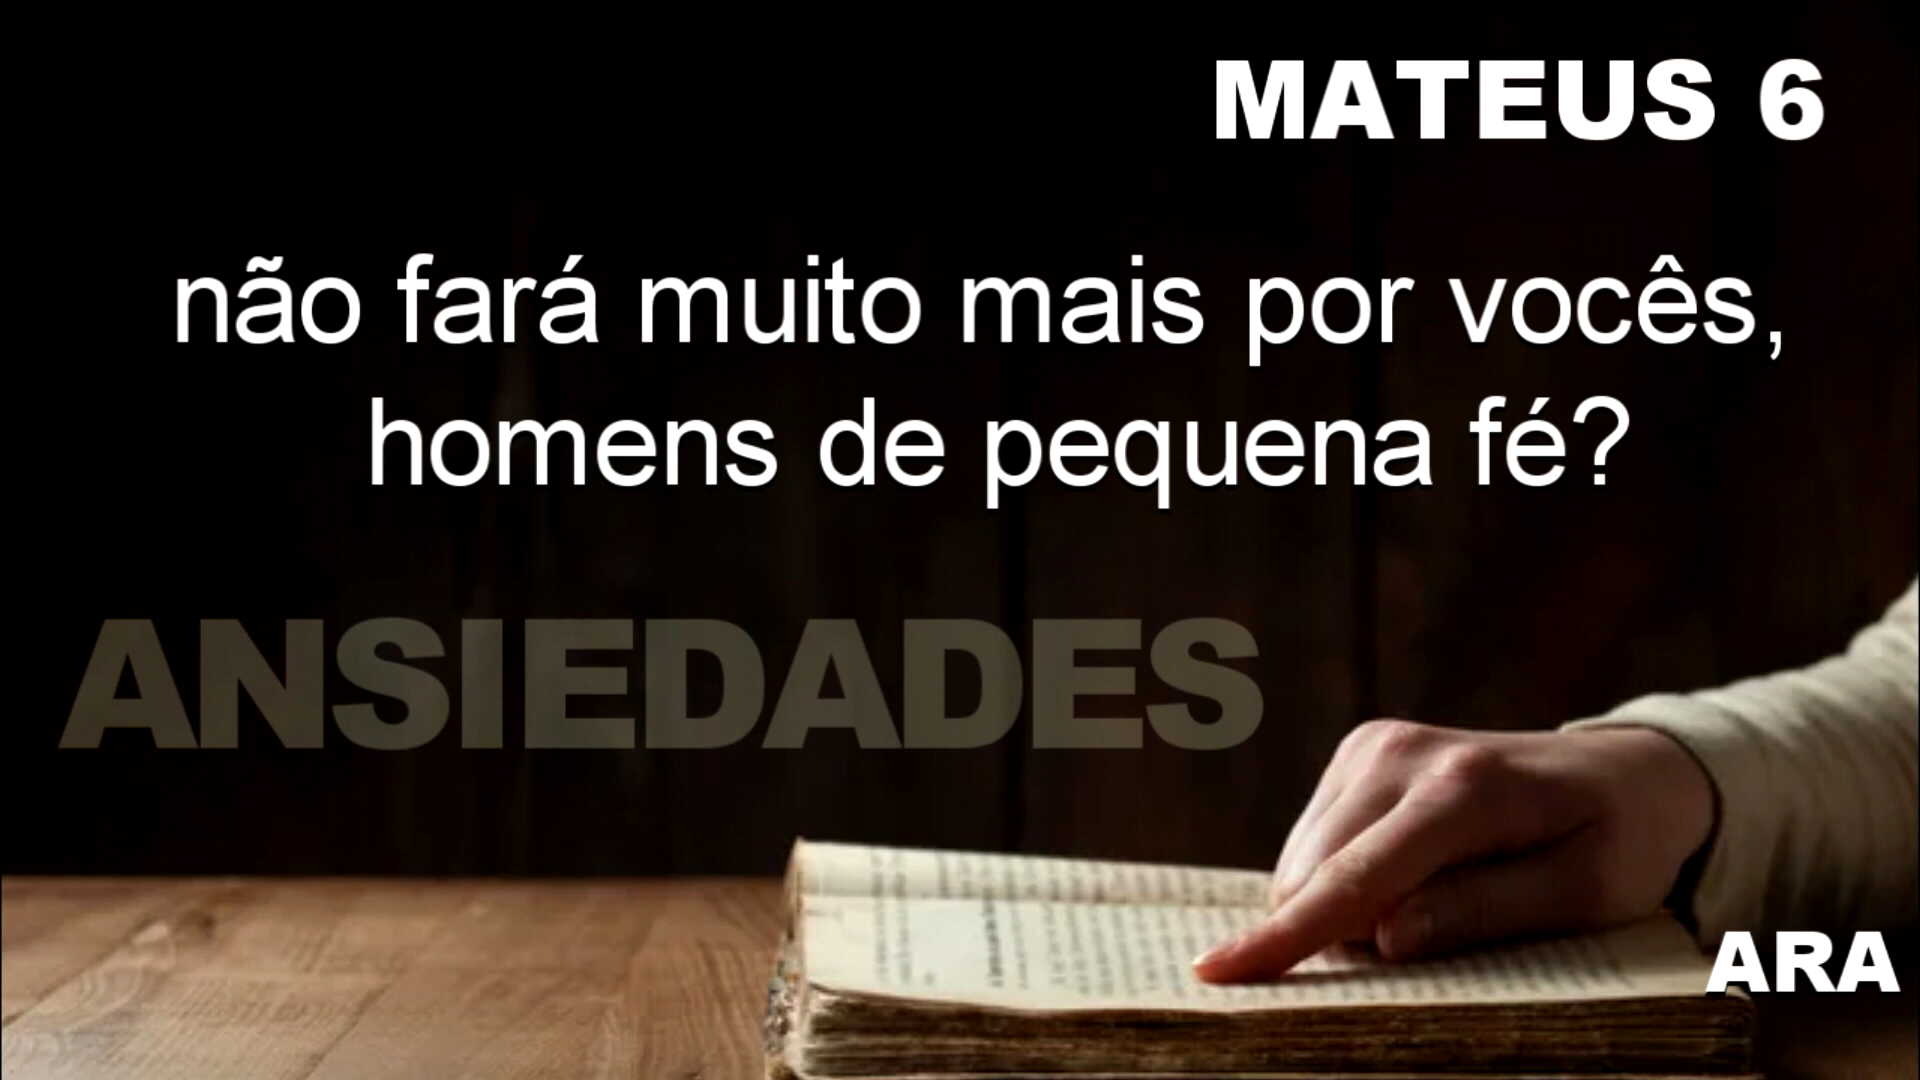 MATEUS 6
não fará muito mais por vocês,
homens de pequena fé?
ANSIEDADES
ARA